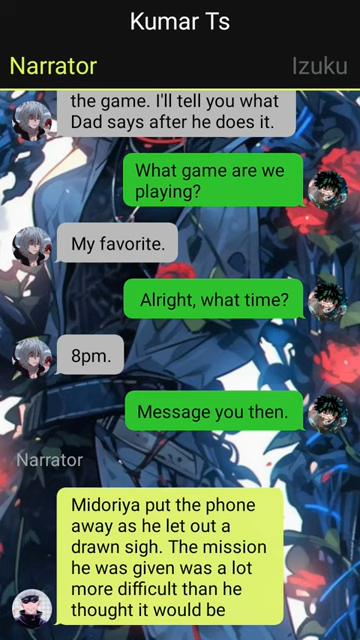 Kumar Ts
Narrator
Izuku
the game. I'll tell you what
Dad says after he does it.
What game are we
playing?
My favorite.
Alright, what time?
8pm.
Message you then.
Narrator
Midoriya put the phone
away as he let out a
drawn sigh. The mission
he was given was a lot
more difficult than he
thought it would be